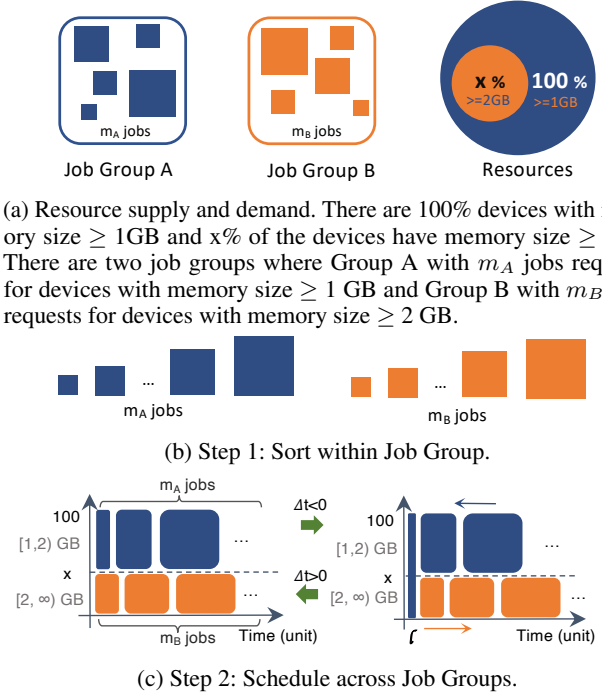 m_A jobs
m_B jobs
x %
>=2GB
100 %
>=1GB
Job Group A
Job Group B
Resources
(a) Resource supply and demand. There are 100% devices with
ory size ≥ 1GB and x% of the devices have memory size ≥
There are two job groups where Group A with m_A jobs req
for devices with memory size ≥ 1 GB and Group B with m_B
requests for devices with memory size ≥ 2 GB.
...
...
m_A jobs
m_B jobs
(b) Step 1: Sort within Job Group.
m_A jobs
100
[1,2) GB
...
x
[2, ∞) GB
...
m_B jobs
Time (unit)
Δt<0
Δt>0
100
[1,2) GB
...
x
[2, ∞) GB
...
Time (unit)
(c) Step 2: Schedule across Job Groups.